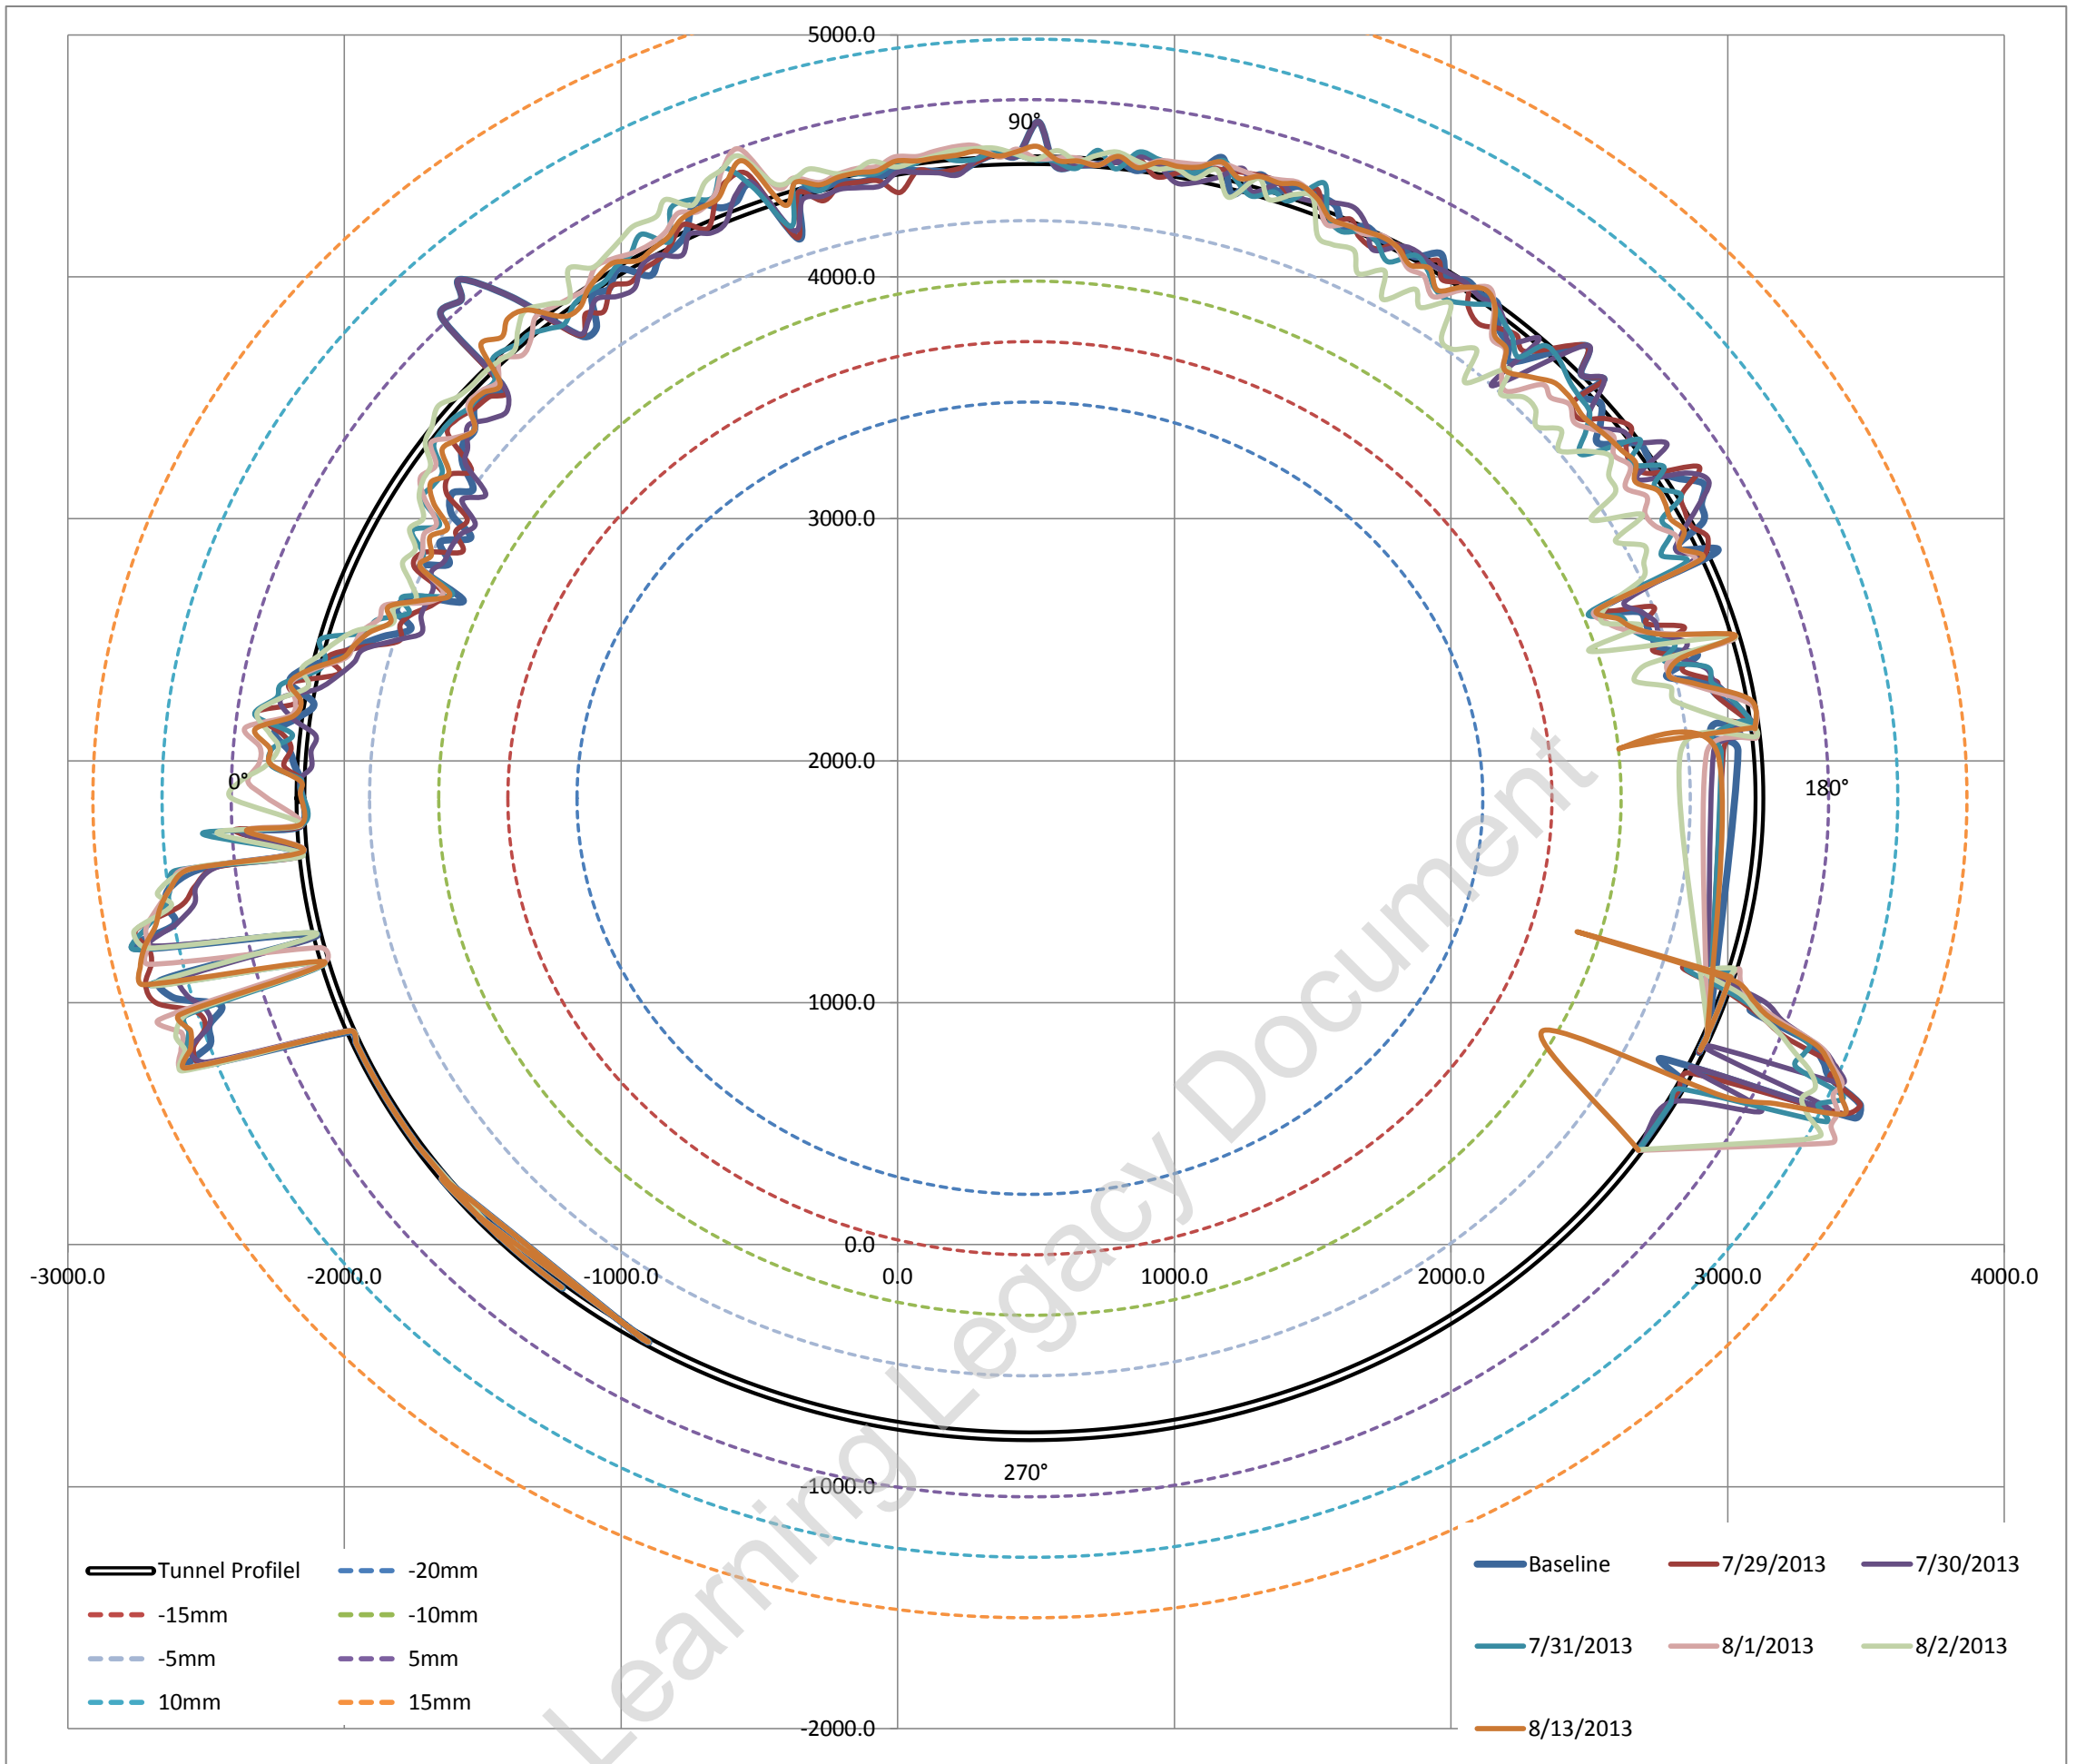 5000.0
90°
4000.0
3000.0
2000.0
0°
180°
1000.0
0.0
-3000.0 -2000.0 -1000.0 0.0 1000.0 2000.0 3000.0 4000.0
270°
-1000.0
-2000.0
Tunnel Profilel -20mm
-15mm -10mm
-5mm 5mm
10mm 15mm
Baseline 7/29/2013 7/30/2013
7/31/2013 8/1/2013 8/2/2013
8/13/2013
Learning Legacy Document